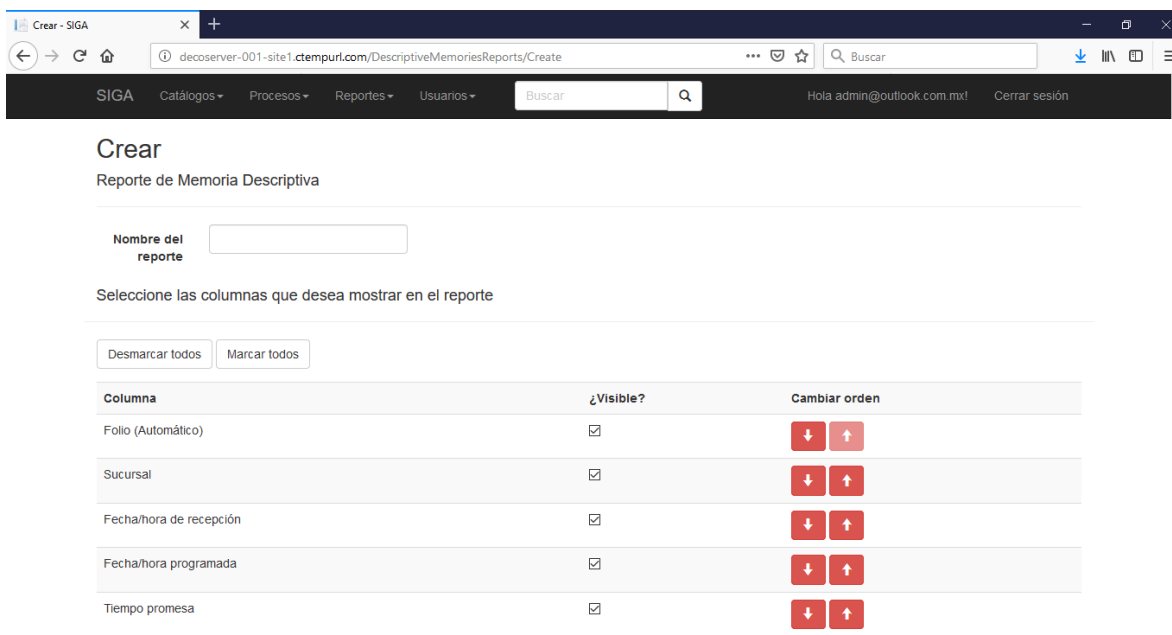 Crear - SIGA
decoserver-001-site1.ctempurl.com/DescriptiveMemoriesReports/Create
Buscar
SIGA Catálogos Procesos Reportes Usuarios Buscar Hola admin@outlook.com.mx! Cerrar sesión
Crear
Reporte de Memoria Descriptiva
Nombre del
reporte
Seleccione las columnas que desea mostrar en el reporte
Desmarcar todos Marcar todos
Columna ¿Visible? Cambiar orden
Folio (Automático)
Sucursal
Fecha/hora de recepción
Fecha/hora programada
Tiempo promesa